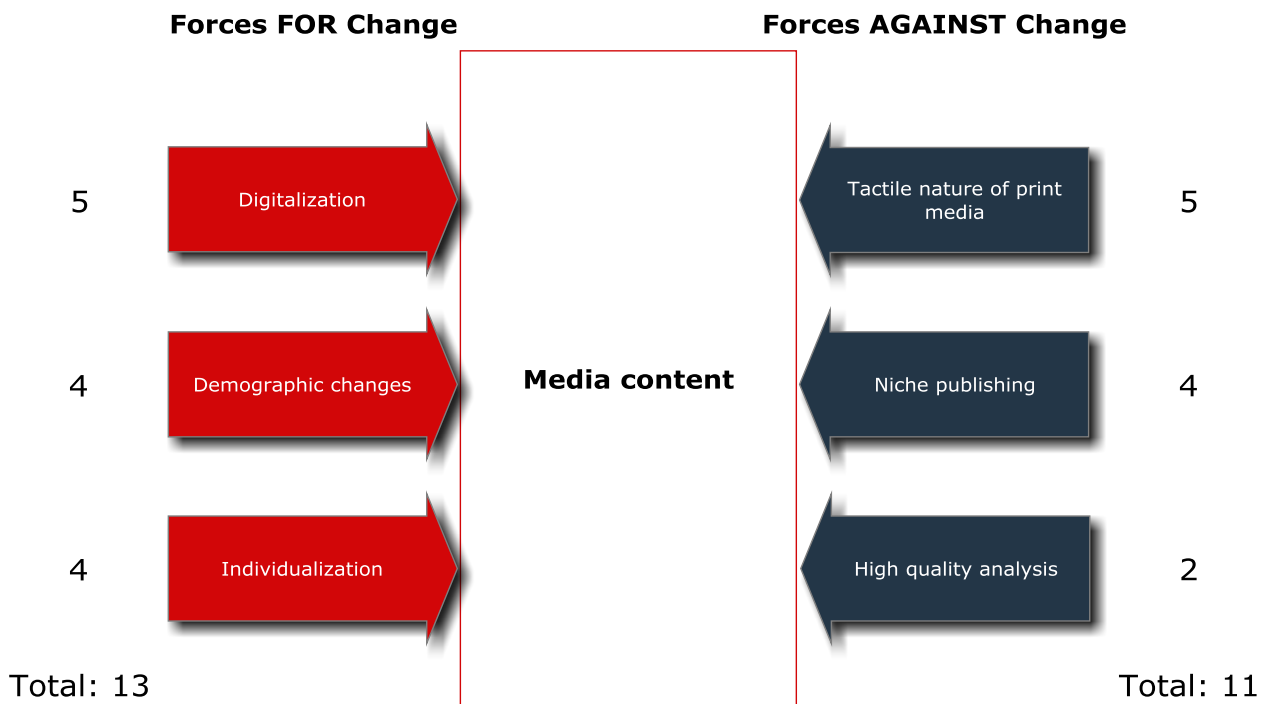 Forces FOR Change
Forces AGAINST Change
5
Digitalization
Tactile nature of print
media
5
4
Demographic changes
Media content
Niche publishing
4
4
Individualization
High quality analysis
2
Total: 13
Total: 11